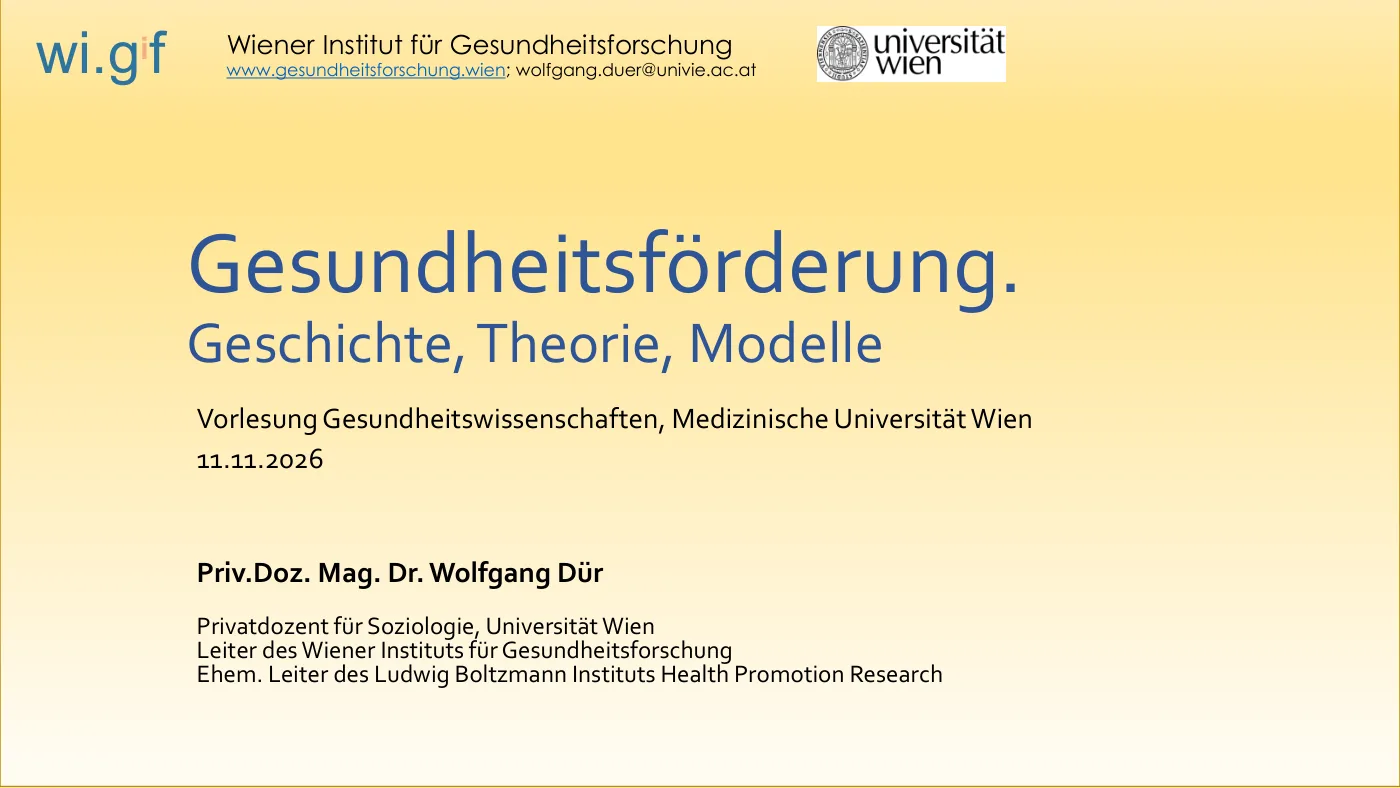 wi.gif
Wiener Institut für Gesundheitsforschung
www.gesundheitsforschung.wien; wolfgang.duer@univie.ac.at
universität
wien
Gesundheitsförderung.
Geschichte, Theorie, Modelle
Vorlesung Gesundheitswissenschaften, Medizinische Universität Wien
11.11.2026
Priv.Doz. Mag. Dr. Wolfgang Dür
Privatdozent für Soziologie, Universität Wien
Leiter des Wiener Instituts für Gesundheitsforschung
Ehem. Leiter des Ludwig Boltzmann Instituts Health Promotion Research